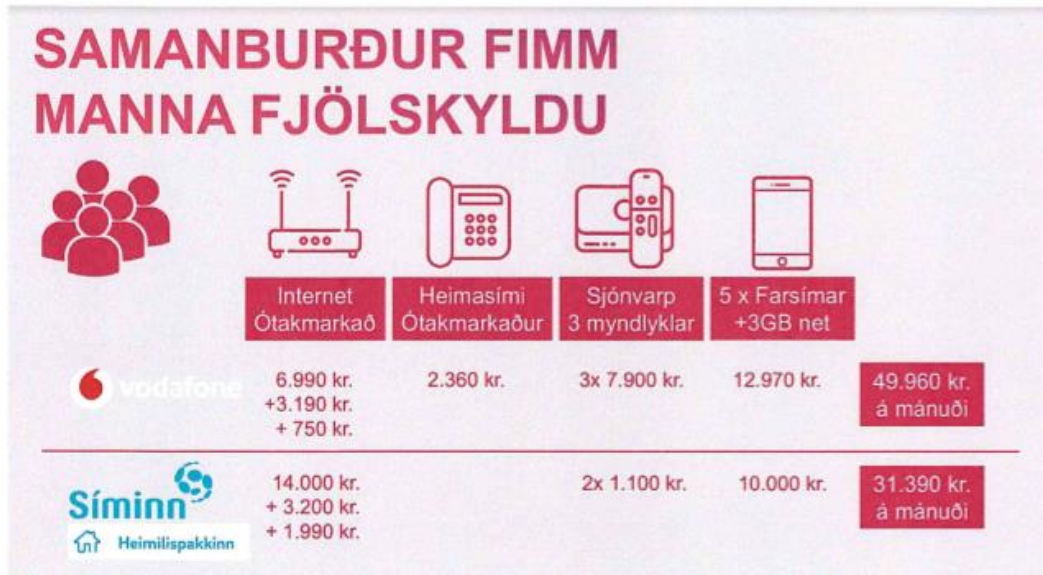 SAMANBURÐUR FIMM
MANNA FJÖLSKYLDU
Internet
Ótakmarkað
Heimasími
Ótakmarkaður
Sjónvarp
3 myndlyklar
5 x Farsímar
+3GB net
vodafone
6.990 kr.
+3.190 kr.
+ 750 kr.
2.360 kr.
3x 7.900 kr.
12.970 kr.
49.960 kr.
á mánuði
Síminn
Heimilispakkinn
14.000 kr.
+ 3.200 kr.
+ 1.990 kr.
2x 1.100 kr.
10.000 kr.
31.390 kr.
á mánuði